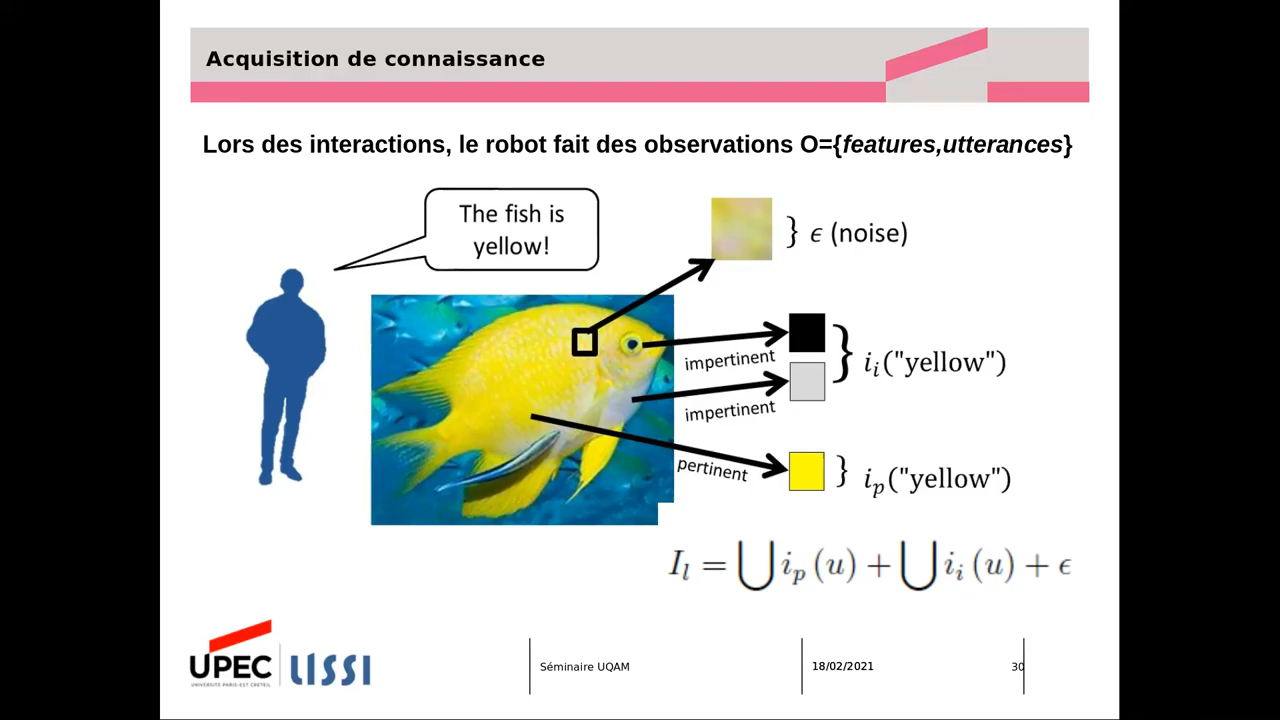 Acquisition de connaissance
Lors des interactions, le robot fait des observations O={features,utterances}
The fish is
yellow!
} ϵ (noise)
impertinent
impertinent
} i_i("yellow")
pertinent
} i_p("yellow")
I_l = ⋃ i_p (u) + ⋃ i_i (u) + ϵ
UPEC
UNIVERSITÉ PARIS-EST CRÉTEIL
LISSI
Séminaire UQAM
18/02/2021
30